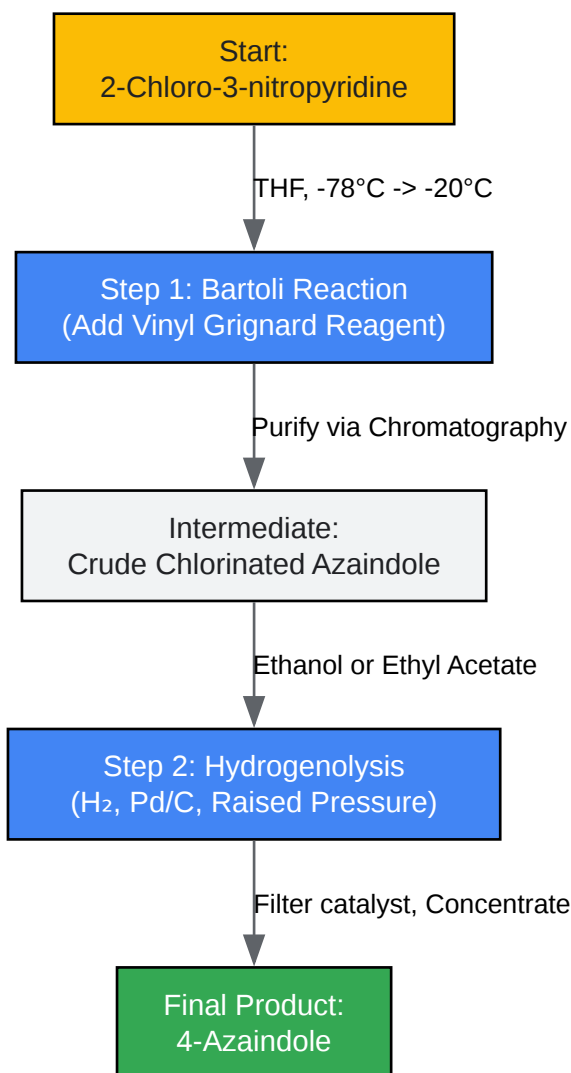 Start:
2-Chloro-3-nitropyridine
THF, -78°C -> -20°C
Step 1: Bartoli Reaction
(Add Vinyl Grignard Reagent)
Purify via Chromatography
Intermediate:
Crude Chlorinated Azaindole
Ethanol or Ethyl Acetate
Step 2: Hydrogenolysis
(H₂, Pd/C, Raised Pressure)
Filter catalyst, Concentrate
Final Product:
4-Azaindole